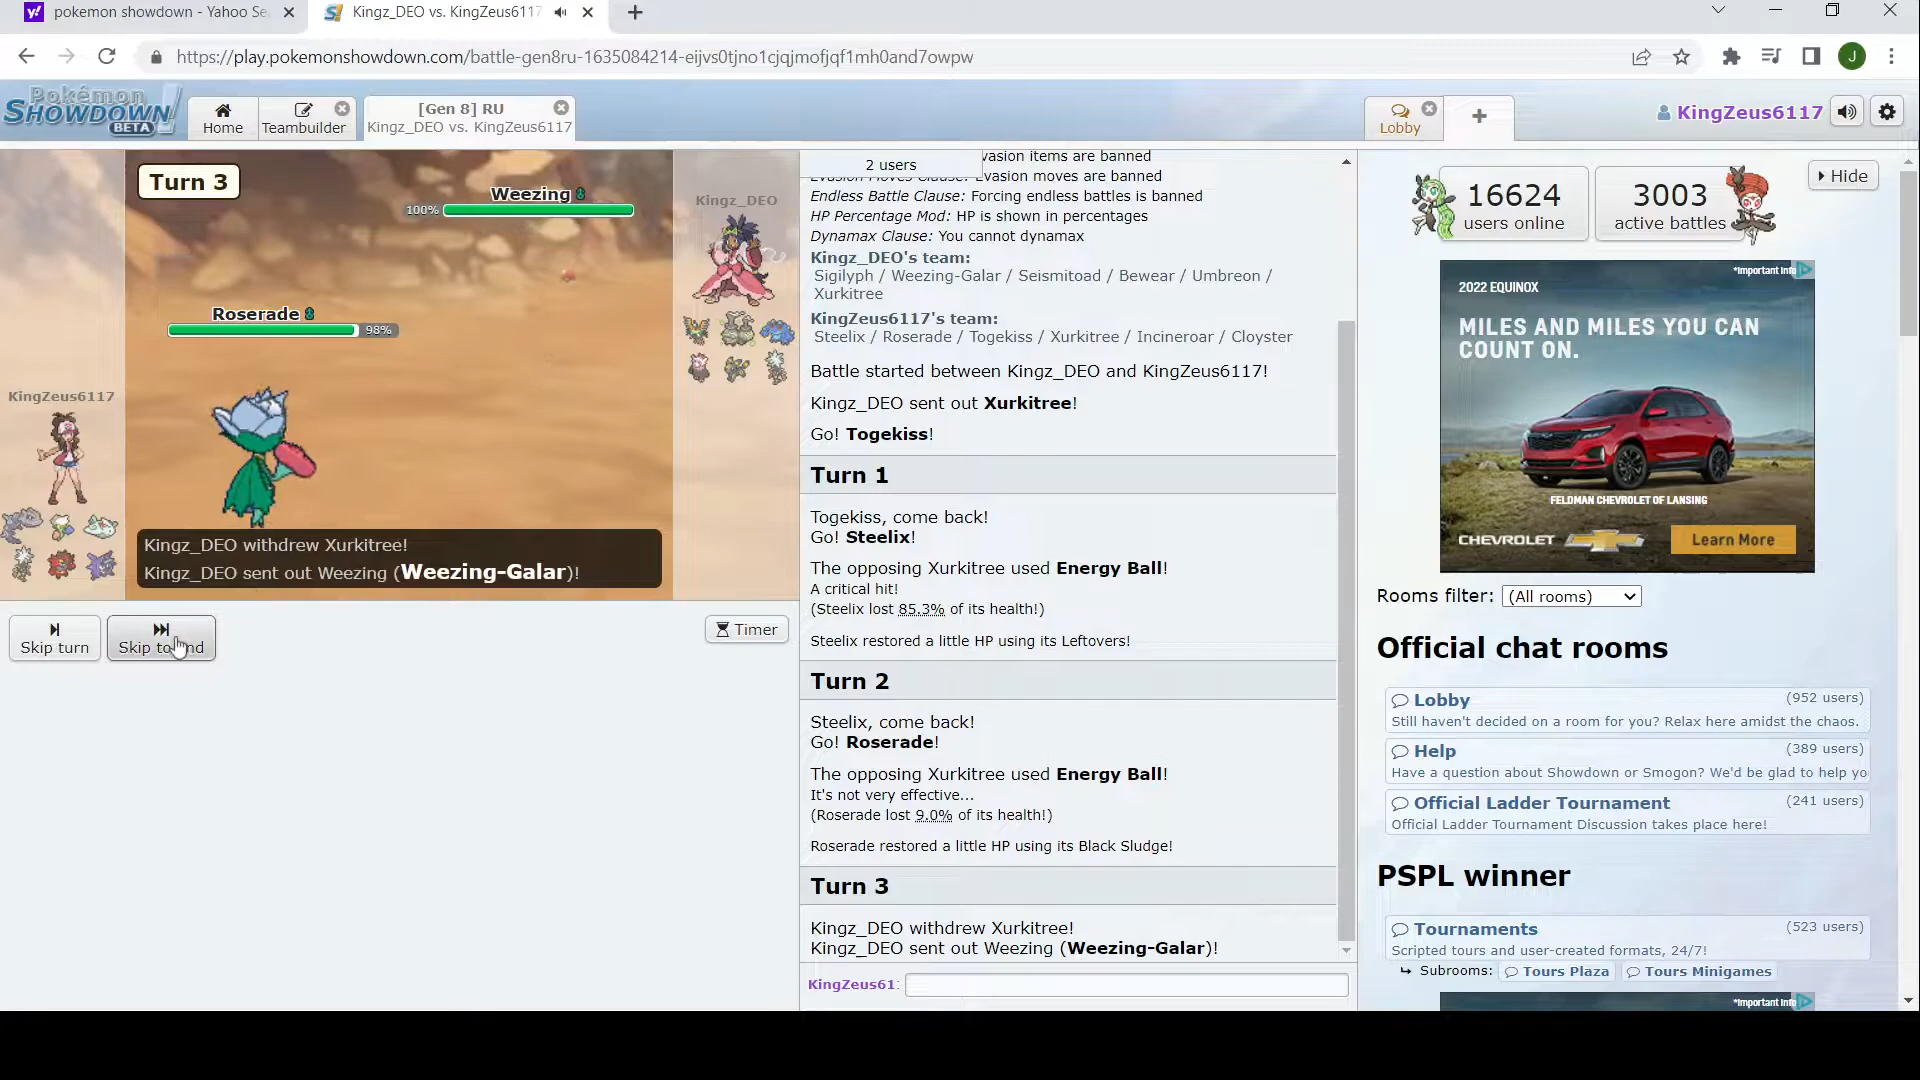 pokemon showdown - Yahoo Se
Kingz_DEO vs. KingZeus6117
https://play.pokemonshowdown.com/battle-gen8ru-1635084214-eijvs0tjno1cjqjmofjqf1mh0and7owpw
J
Pokémon
SHOWDOWN!
BETA
Home
Teambuilder
[Gen 8] RU
Kingz_DEO vs. KingZeus6117
Lobby
KingZeus6117
Turn 3
Weezing
100%
Roserade
98%
Kingz_DEO
KingZeus6117
Kingz_DEO withdrew Xurkitree!
Kingz_DEO sent out Weezing (Weezing-Galar)!
Skip turn
Skip to end
Timer
2 users
vasion items are banned
Evasion Moves Clause: Evasion moves are banned
Endless Battle Clause: Forcing endless battles is banned
HP Percentage Mod: HP is shown in percentages
Dynamax Clause: You cannot dynamax
Kingz_DEO's team:
Sigilyph / Weezing-Galar / Seismitoad / Bewear / Umbreon /
Xurkitree
KingZeus6117's team:
Steelix / Roserade / Togekiss / Xurkitree / Incineroar / Cloyster
Battle started between Kingz_DEO and KingZeus6117!
Kingz_DEO sent out Xurkitree!
Go! Togekiss!
Turn 1
Togekiss, come back!
Go! Steelix!
The opposing Xurkitree used Energy Ball!
A critical hit!
(Steelix lost 85.3% of its health!)
Steelix restored a little HP using its Leftovers!
Turn 2
Steelix, come back!
Go! Roserade!
The opposing Xurkitree used Energy Ball!
It's not very effective...
(Roserade lost 9.0% of its health!)
Roserade restored a little HP using its Black Sludge!
Turn 3
Kingz_DEO withdrew Xurkitree!
Kingz_DEO sent out Weezing (Weezing-Galar)!
KingZeus61:
16624
users online
3003
active battles
Hide
*Important Info
2022 EQUINOX
MILES AND MILES YOU CAN
COUNT ON.
FELDMAN CHEVROLET OF LANSING
CHEVROLET
Learn More
Rooms filter: (All rooms)
Official chat rooms
Lobby (952 users)
Still haven't decided on a room for you? Relax here amidst the chaos.
Help (389 users)
Have a question about Showdown or Smogon? We'd be glad to help yo
Official Ladder Tournament (241 users)
Official Ladder Tournament Discussion takes place here!
PSPL winner
Tournaments (523 users)
Scripted tours and user-created formats, 24/7!
Subrooms: Tours Plaza Tours Minigames
*Important Info